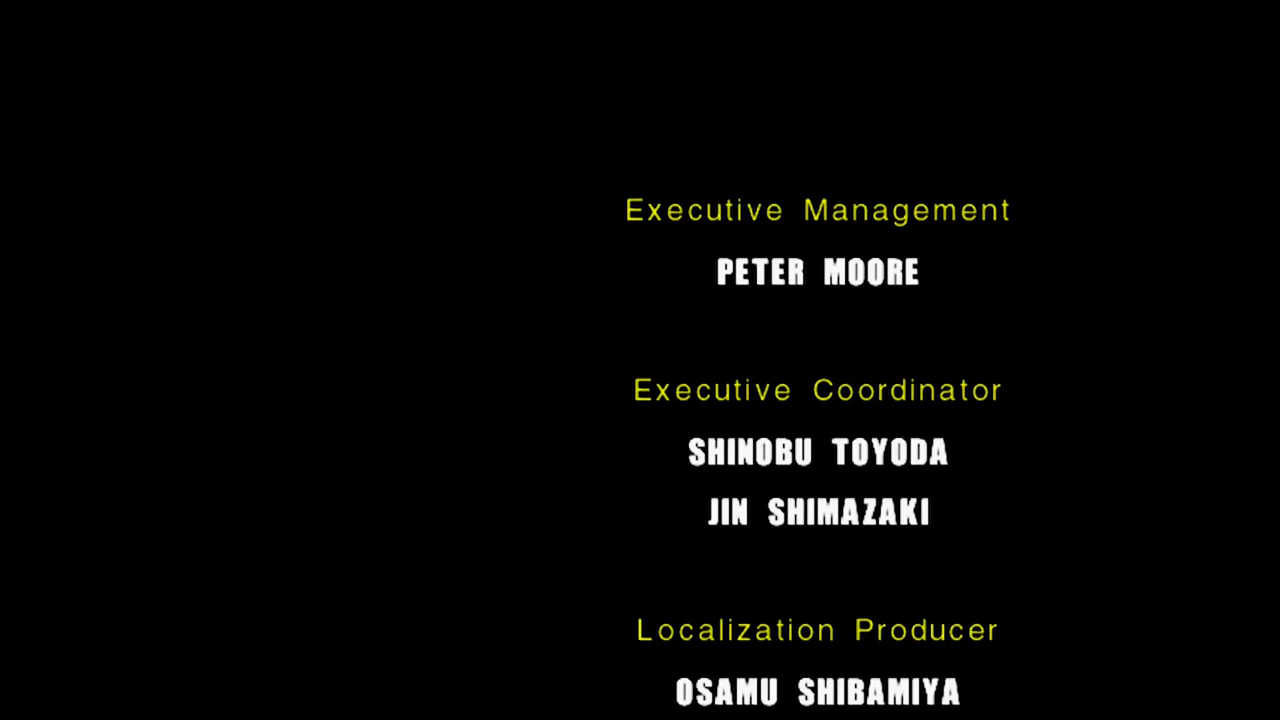 Executive Management
PETER MOORE
Executive Coordinator
SHINOBU TOYODA
JIN SHIMAZAKI
Localization Producer
OSAMU SHIBAMIYA